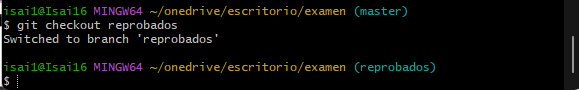 isai1@Isai16 MINGW64 ~/onedrive/escritorio/examen (master)
$ git checkout reprobados
Switched to branch 'reprobados'
isai1@Isai16 MINGW64 ~/onedrive/escritorio/examen (reprobados)
$